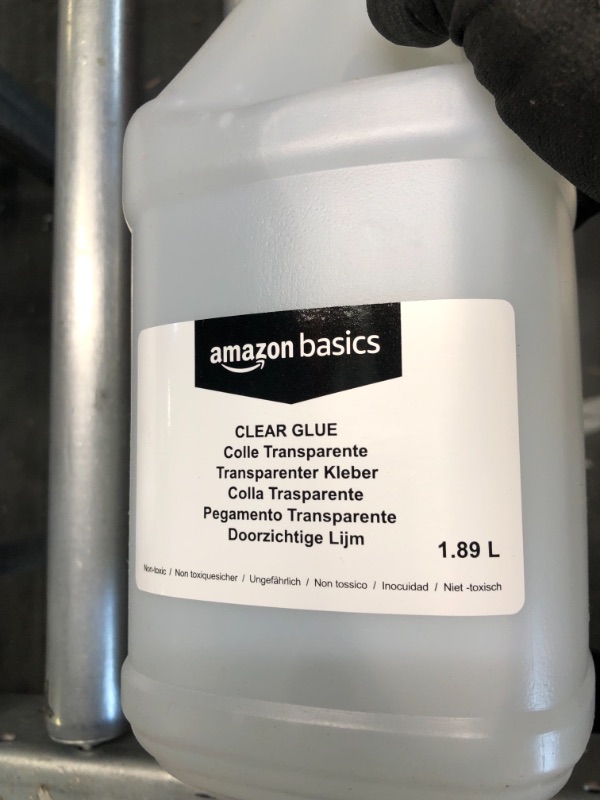 amazon basics
CLEAR GLUE
Colle Transparente
Transparenter Kleber
Colla Trasparente
Pegamento Transparente
Doorzichtige Lijm
1.89 L
Non-toxic / Non toxiquesicher / Ungefährlich / Non tossico / Inocuidad / Niet -toxisch